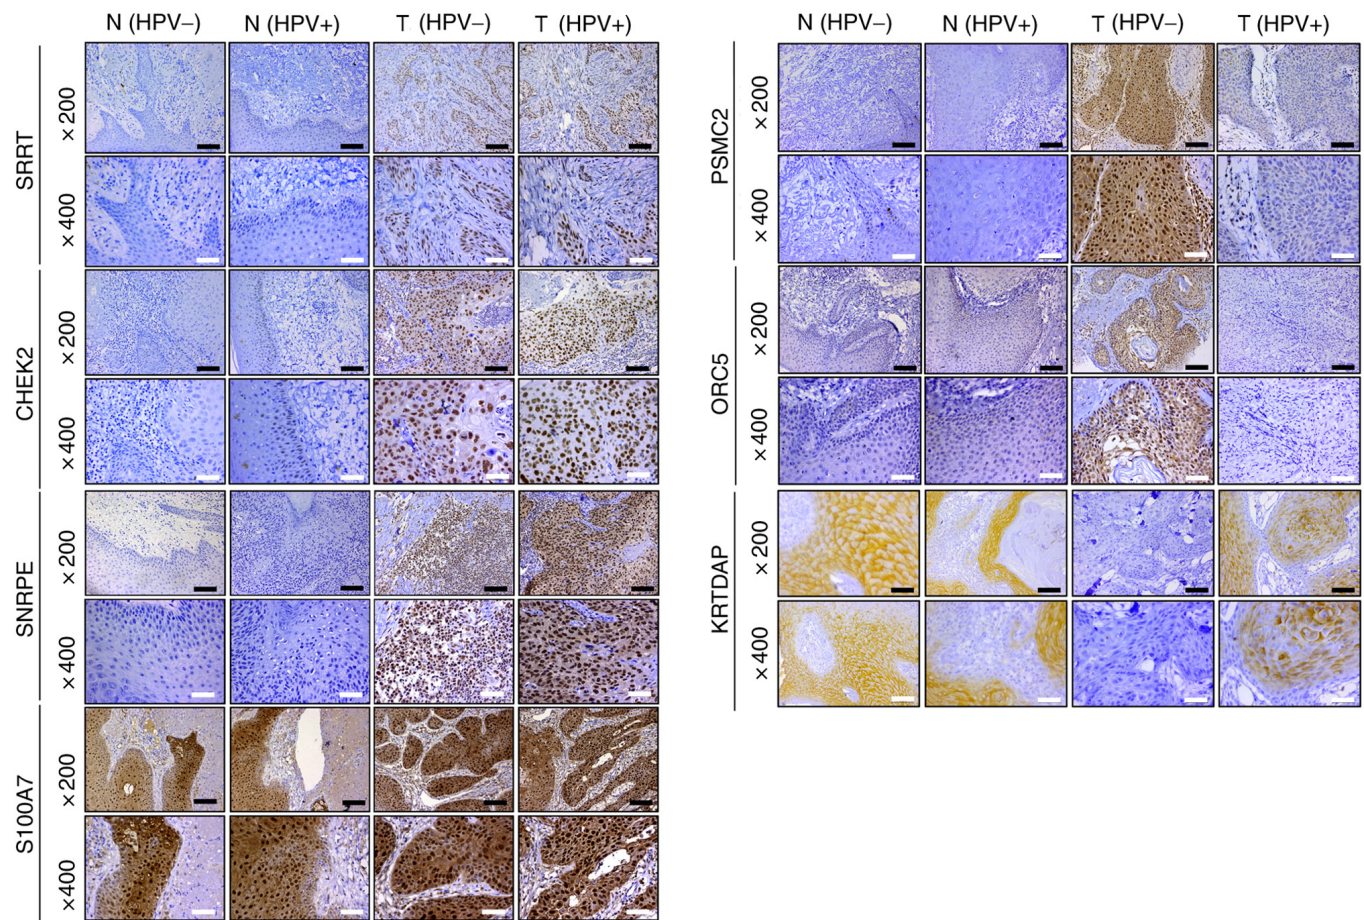 N (HPV–) N (HPV+) T (HPV–) T (HPV+)
SRRT
×200
×400
CHEK2
×200
×400
SNRPE
×200
×400
S100A7
×200
×400
N (HPV–) N (HPV+) T (HPV–) T (HPV+)
PSMC2
×200
×400
ORC5
×200
×400
KRTDAP
×200
×400